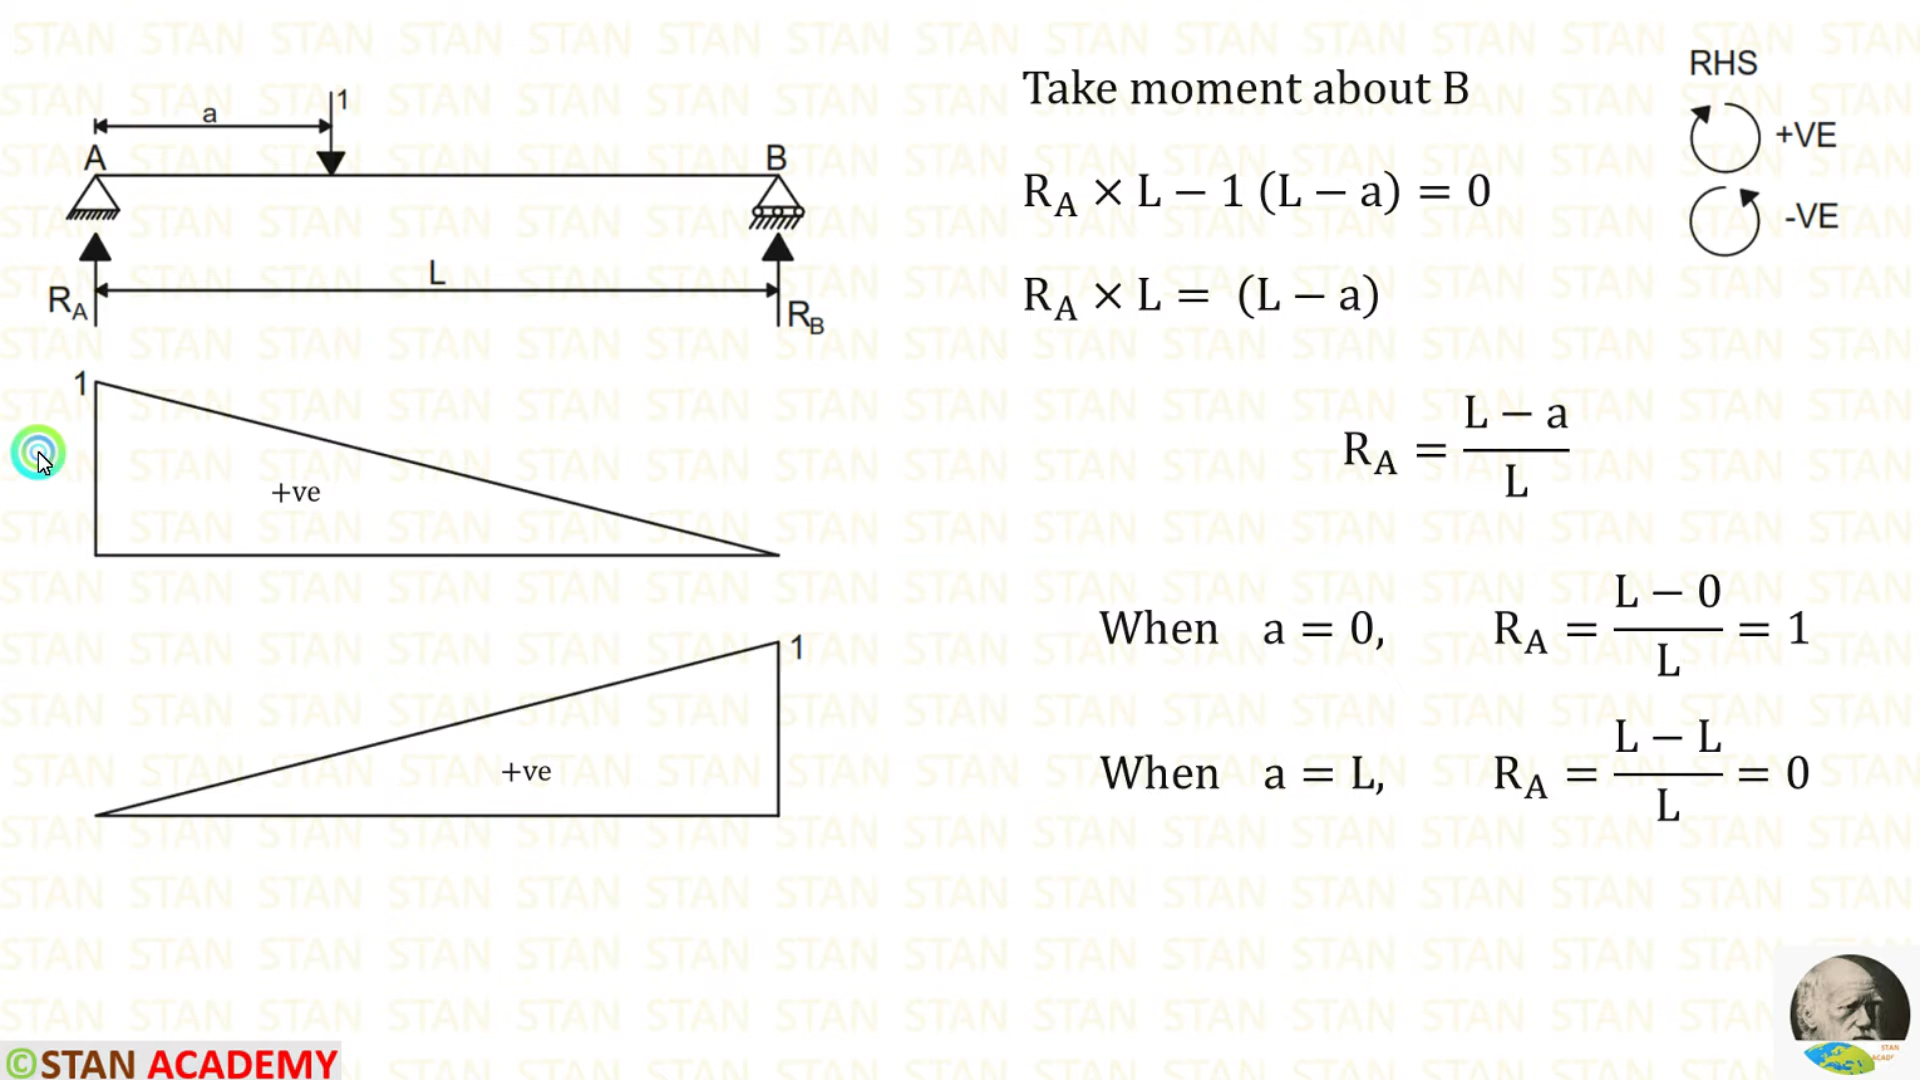 a
1
A
B
L
R_A
R_B
1
+ve
1
+ve
Take moment about B
R_A × L − 1 (L − a) = 0
R_A × L = (L − a)
R_A = (L − a)/L
When a = 0, R_A = (L − 0)/L = 1
When a = L, R_A = (L − L)/L = 0
RHS
+VE
-VE
©STAN ACADEMY
STAN